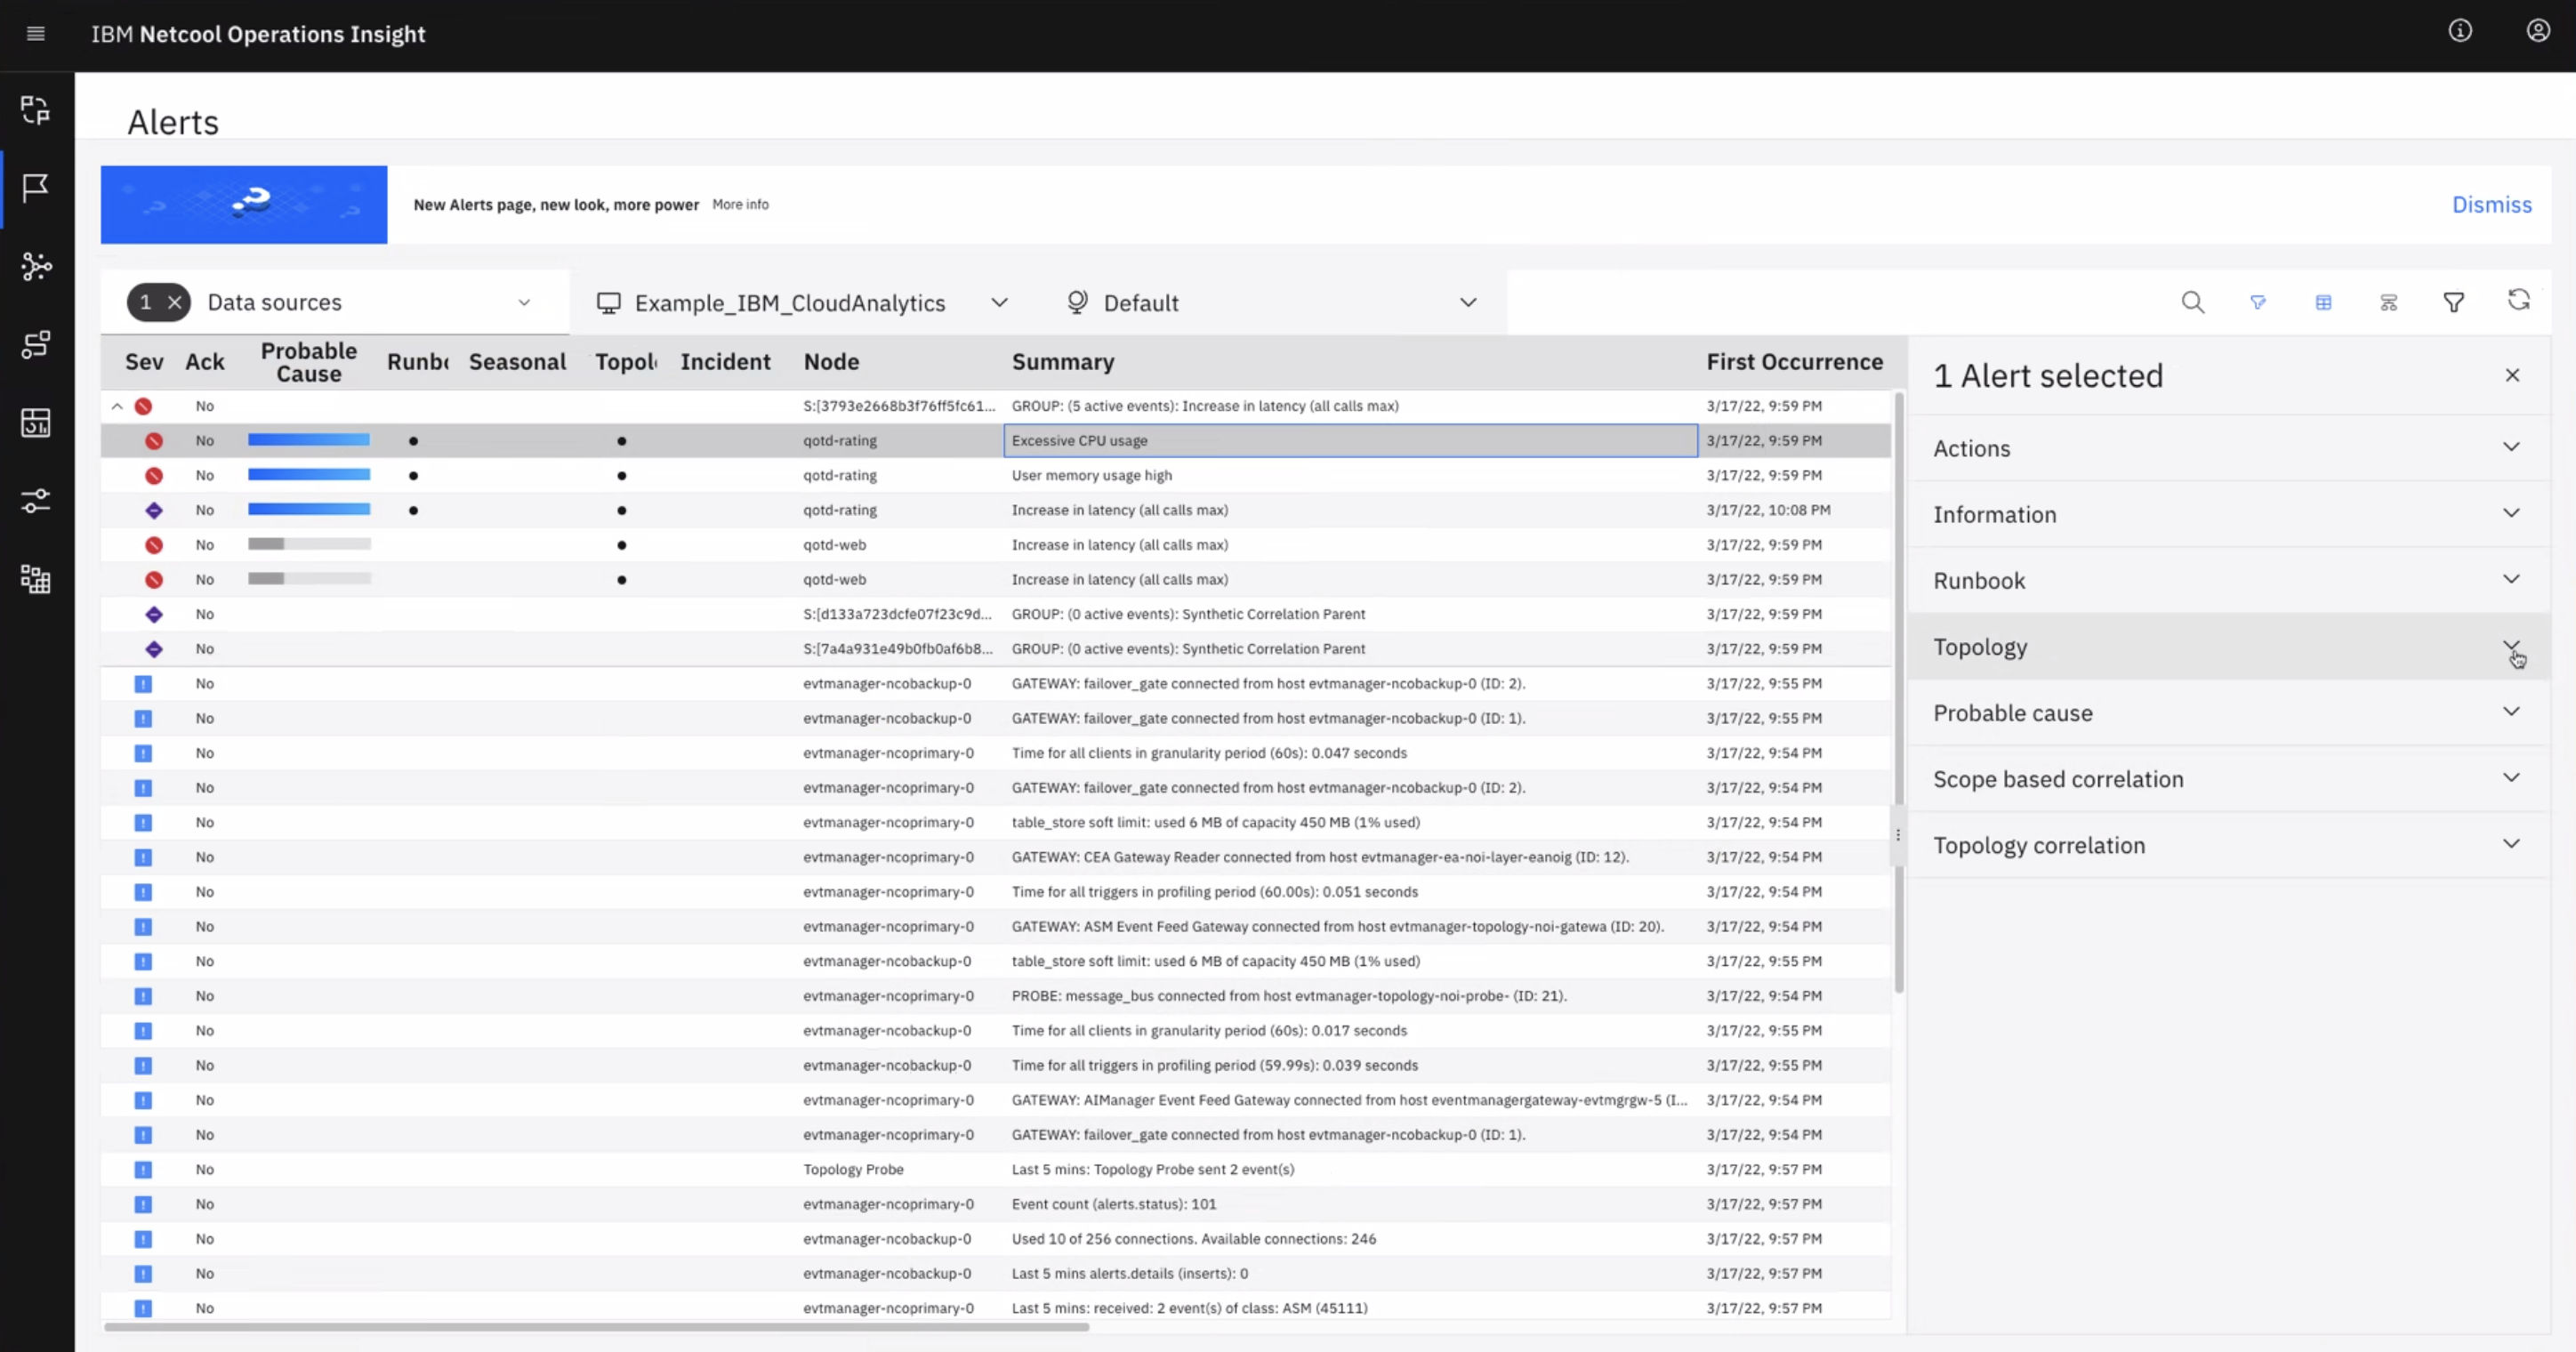 IBM Netcool Operations Insight
Alerts
New Alerts page, new look, more power More info Dismiss
1 Data sources Example_IBM_CloudAnalytics Default
Sev Ack Probable Cause Runb Seasonal Topol Incident Node Summary First Occurrence
No S:[3793e2668b3f76ff5fc61... GROUP: (5 active events): Increase in latency (all calls max) 3/17/22, 9:59 PM
No qotd-rating Excessive CPU usage 3/17/22, 9:59 PM
No qotd-rating User memory usage high 3/17/22, 9:59 PM
No qotd-rating Increase in latency (all calls max) 3/17/22, 10:08 PM
No qotd-web Increase in latency (all calls max) 3/17/22, 9:59 PM
No qotd-web Increase in latency (all calls max) 3/17/22, 9:59 PM
No S:[d133a723dcfe07f23c9d... GROUP: (0 active events): Synthetic Correlation Parent 3/17/22, 9:59 PM
No S:[7a4a931e49b0fb0af6b8... GROUP: (0 active events): Synthetic Correlation Parent 3/17/22, 9:59 PM
No evtmanager-ncobackup-0 GATEWAY: failover_gate connected from host evtmanager-ncobackup-0 (ID: 2). 3/17/22, 9:55 PM
No evtmanager-ncobackup-0 GATEWAY: failover_gate connected from host evtmanager-ncobackup-0 (ID: 1). 3/17/22, 9:55 PM
No evtmanager-ncoprimary-0 Time for all clients in granularity period (60s): 0.047 seconds 3/17/22, 9:54 PM
No evtmanager-ncoprimary-0 GATEWAY: failover_gate connected from host evtmanager-ncobackup-0 (ID: 2). 3/17/22, 9:54 PM
No evtmanager-ncoprimary-0 table_store soft limit: used 6 MB of capacity 450 MB (1% used) 3/17/22, 9:54 PM
No evtmanager-ncoprimary-0 GATEWAY: CEA Gateway Reader connected from host evtmanager-ea-noi-layer-eanoig (ID: 12). 3/17/22, 9:54 PM
No evtmanager-ncoprimary-0 Time for all triggers in profiling period (60.00s): 0.051 seconds 3/17/22, 9:54 PM
No evtmanager-ncoprimary-0 GATEWAY: ASM Event Feed Gateway connected from host evtmanager-topology-noi-gatewa (ID: 20). 3/17/22, 9:54 PM
No evtmanager-ncobackup-0 table_store soft limit: used 6 MB of capacity 450 MB (1% used) 3/17/22, 9:55 PM
No evtmanager-ncoprimary-0 PROBE: message_bus connected from host evtmanager-topology-noi-probe- (ID: 21). 3/17/22, 9:54 PM
No evtmanager-ncobackup-0 Time for all clients in granularity period (60s): 0.017 seconds 3/17/22, 9:55 PM
No evtmanager-ncobackup-0 Time for all triggers in profiling period (59.99s): 0.039 seconds 3/17/22, 9:55 PM
No evtmanager-ncoprimary-0 GATEWAY: AIManager Event Feed Gateway connected from host eventmanagergateway-evtmgrgw-5 (I... 3/17/22, 9:54 PM
No evtmanager-ncoprimary-0 GATEWAY: failover_gate connected from host evtmanager-ncobackup-0 (ID: 1). 3/17/22, 9:54 PM
No Topology Probe Last 5 mins: Topology Probe sent 2 event(s) 3/17/22, 9:57 PM
No evtmanager-ncoprimary-0 Event count (alerts.status): 101 3/17/22, 9:57 PM
No evtmanager-ncobackup-0 Used 10 of 256 connections. Available connections: 246 3/17/22, 9:57 PM
No evtmanager-ncobackup-0 Last 5 mins alerts.details (inserts): 0 3/17/22, 9:57 PM
No evtmanager-ncoprimary-0 Last 5 mins: received: 2 event(s) of class: ASM (45111) 3/17/22, 9:57 PM
1 Alert selected
Actions
Information
Runbook
Topology
Probable cause
Scope based correlation
Topology correlation